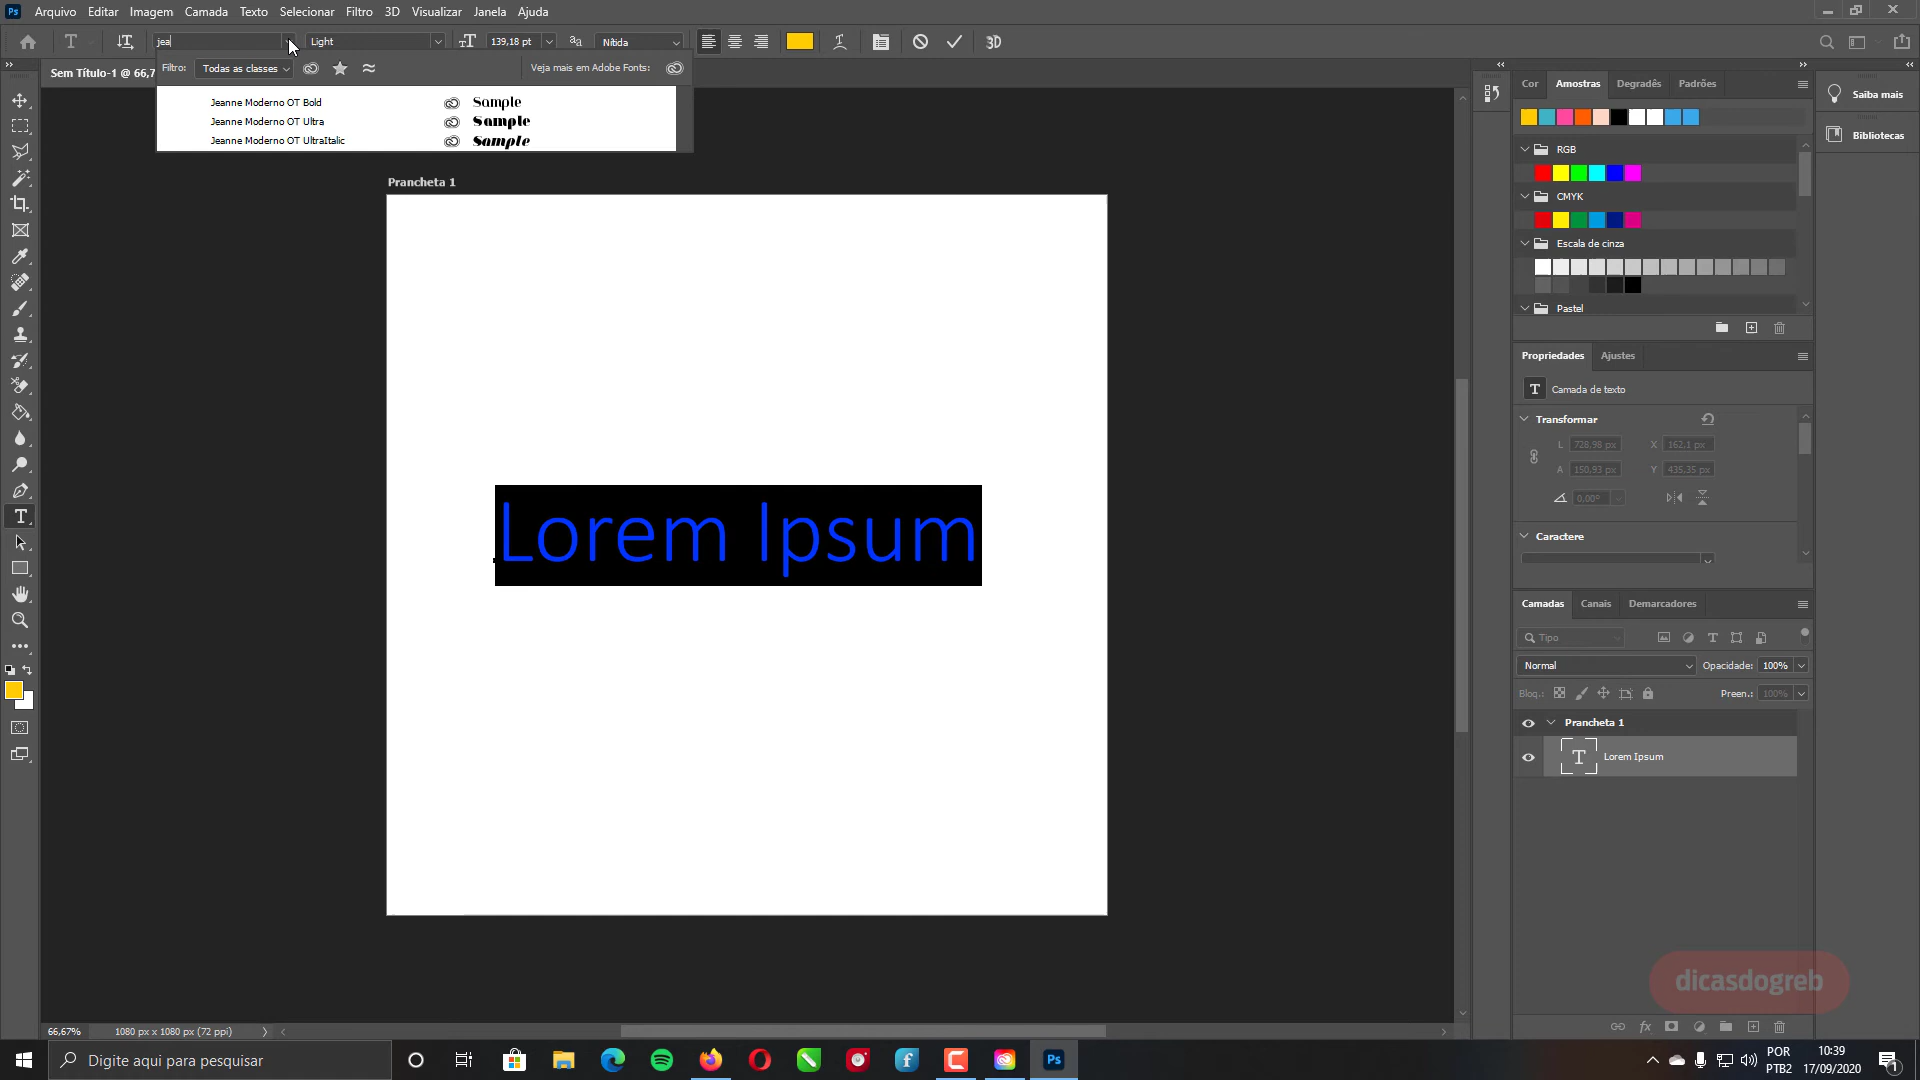 Ps Arquivo Editar Imagem Camada Texto Selecionar Filtro 3D Visualizar Janela Ajuda
jea Light 139,18 pt Nítida 3D
Filtro: Todas as classes Veja mais em Adobe Fonts:
Sem Título-1 @ 66,7
Jeanne Moderno OT Bold Sample
Jeanne Moderno OT Ultra Sample
Jeanne Moderno OT UltraItalic Sample
Prancheta 1
Lorem Ipsum
Cor Amostras Degradês Padrões
RGB
CMYK
Escala de cinza
Pastel
Saiba mais
Bibliotecas
Propriedades Ajustes
T Camada de texto
Transformar
L 728,98 px X 162,1 px
A 150,93 px Y 435,35 px
0,00°
Caractere
Camadas Canais Demarcadores
Tipo
Normal Opacidade: 100%
Bloq.: Preen.: 100%
Prancheta 1
T Lorem Ipsum
dicasdogreb
66,67% 1080 px x 1080 px (72 ppi)
Digite aqui para pesquisar
Ps
POR
PTB2
10:39
17/09/2020
1